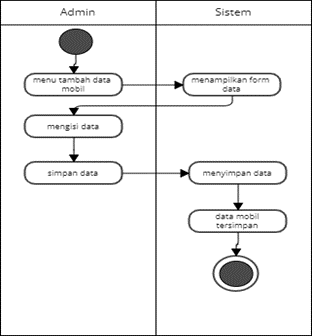 Admin
Sistem
menu tambah data
mobil
menampilkan form
data
mengisi data
simpan data
menyimpan data
data mobil
tersimpan